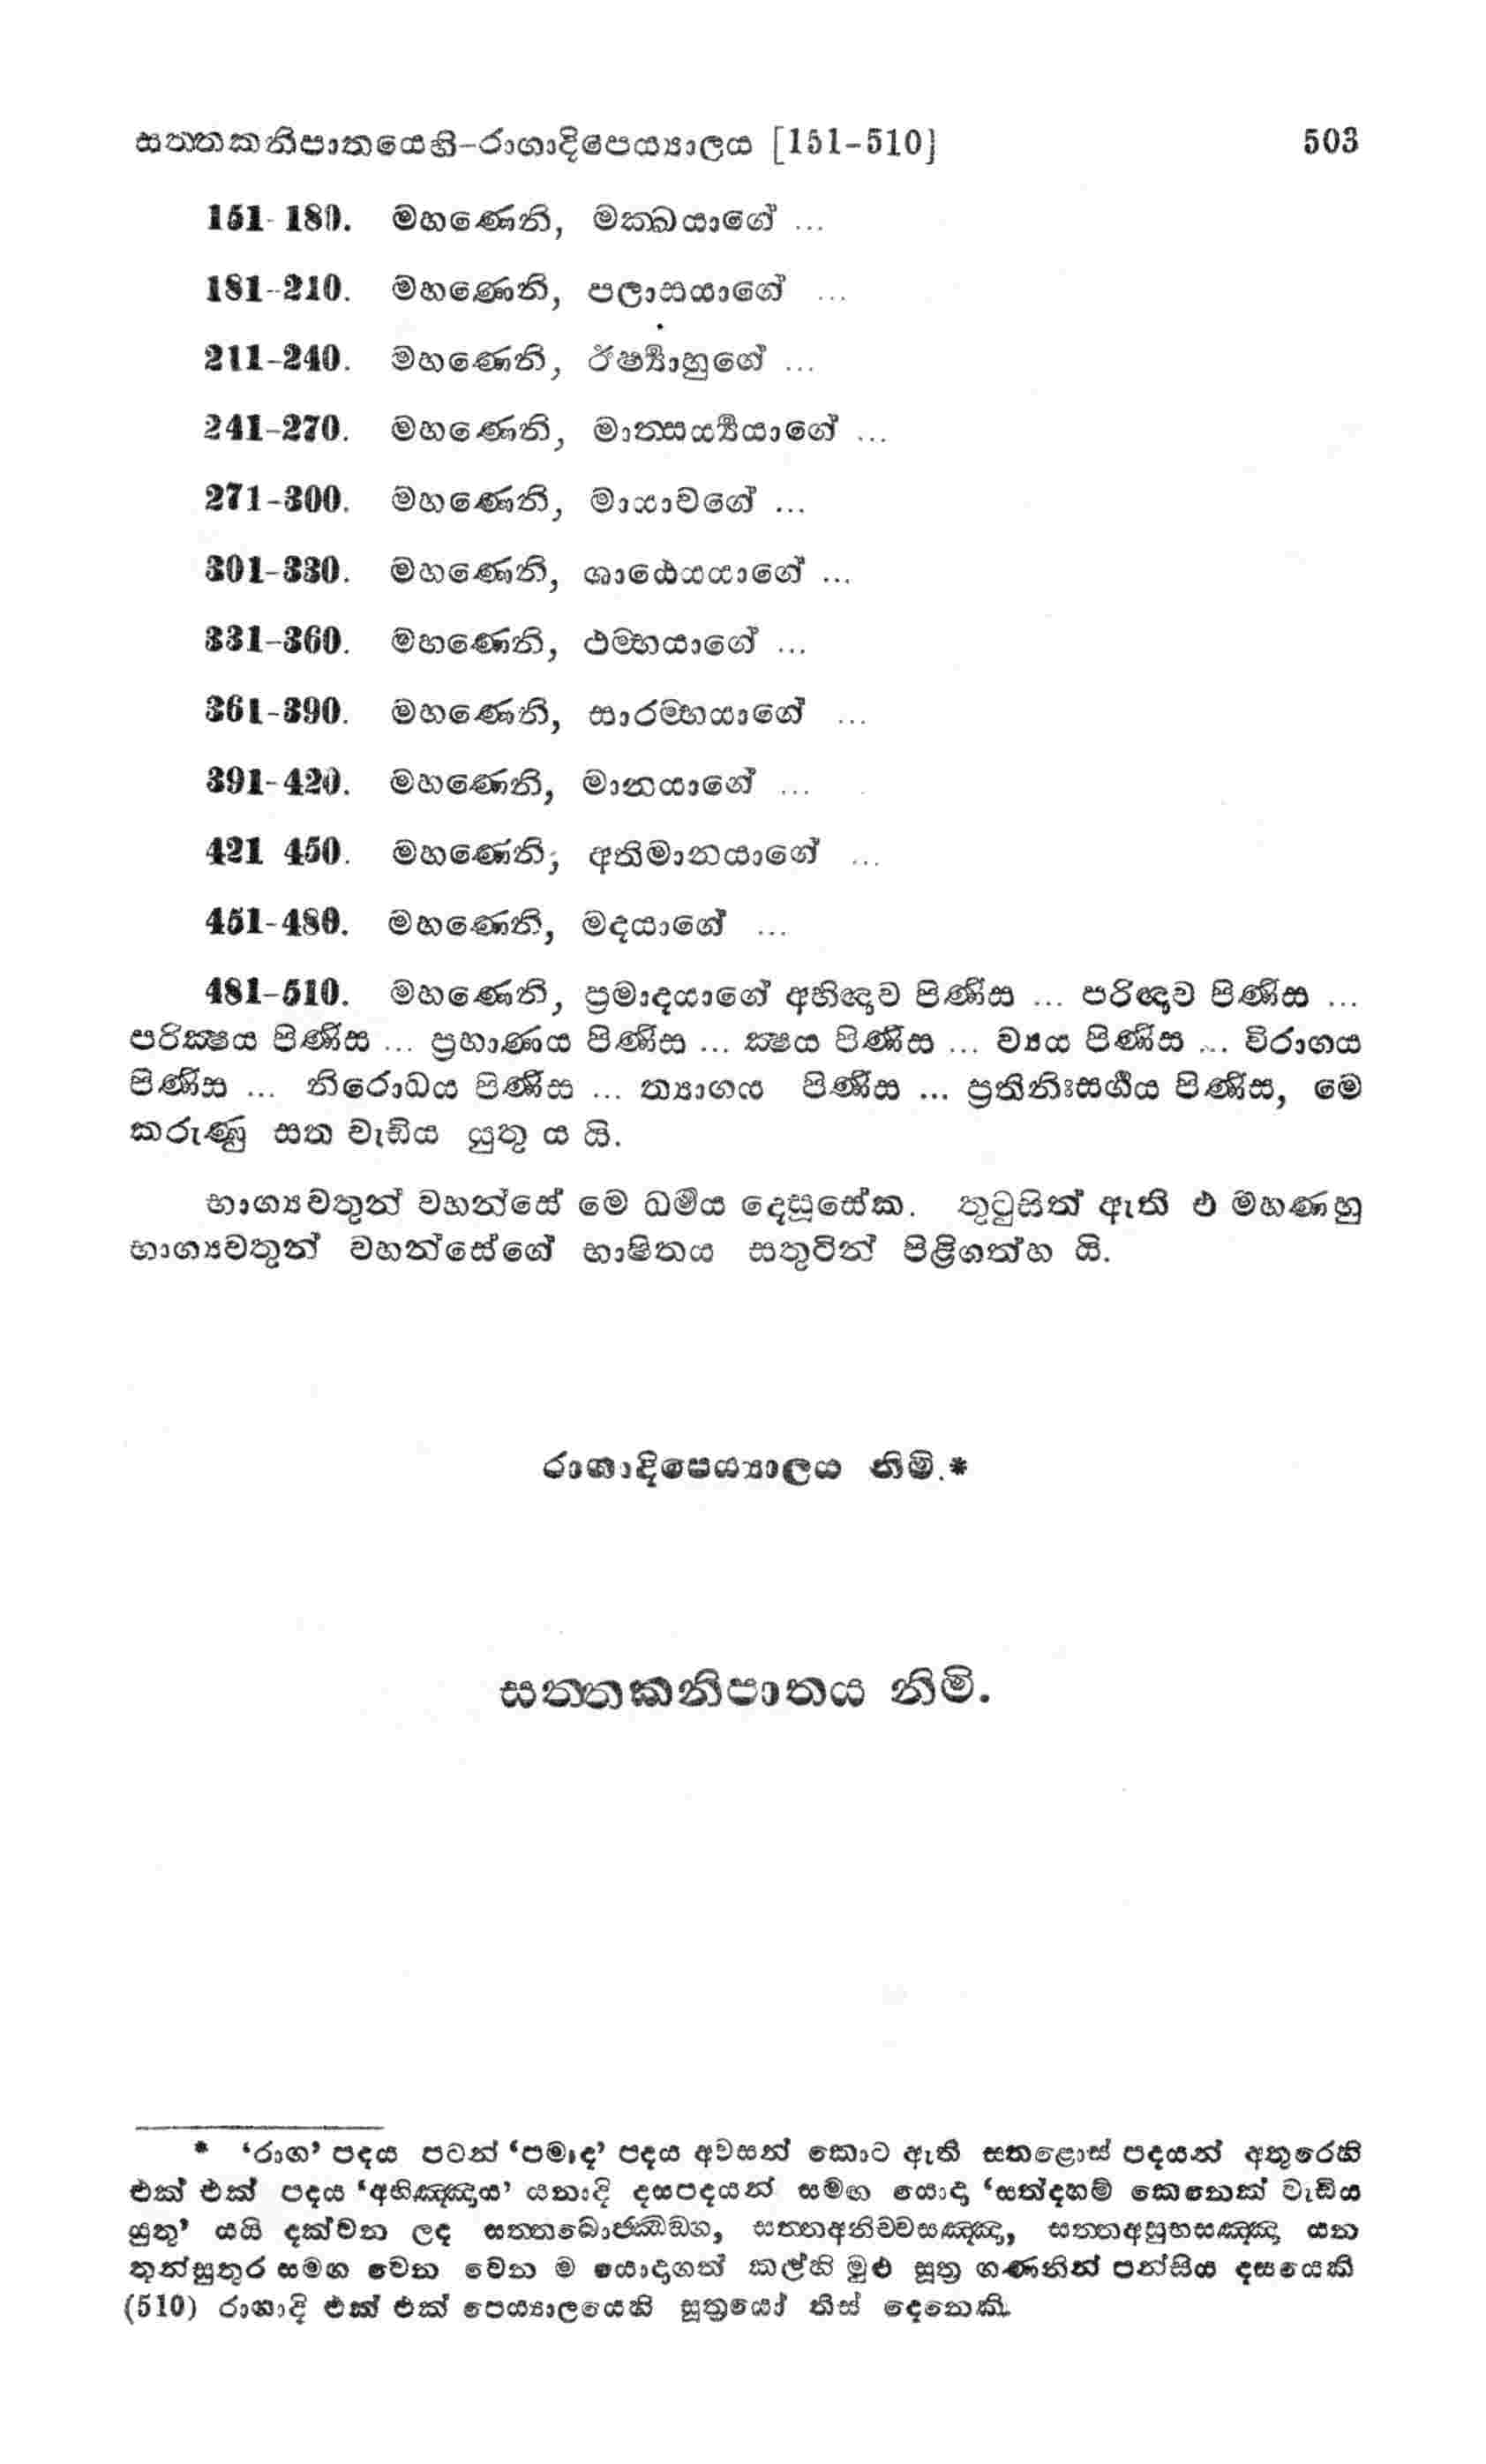 සත්‍තකනිපාතයෙහි-රාගාදිපෙය්‍යාලය [151-510] 503
151-180. මහණෙනි, මක්‍ඛයාගේ ...
181-210. මහණෙනි, පලාසයාගේ ...
211-240. මහණෙනි, ඊර්ෂ්‍යාහුගේ ...
241-270. මහණෙනි, මාත්‍සර්‍ය්‍යයාගේ ...
271-300. මහණෙනි, මායාවගේ ...
301-330. මහණෙනි, ශාඨෙය්‍යයාගේ ...
331-360. මහණෙනි, ථම්භයාගේ ...
361-390. මහණෙනි, සාරම්භයාගේ ...
391-420. මහණෙනි, මානයාගේ ...
421 450. මහණෙනි, අතිමානයාගේ ...
451-480. මහණෙනි, මදයාගේ ...
481-510. මහණෙනි, ප්‍රමාදයාගේ අභිඥාව පිණිස ... පරිඥාව පිණිස ...
පරික්‍ෂය පිණිස ... ප්‍රහාණය පිණිස ... ක්‍ෂය පිණිස ... ව්‍යය පිණිස ... විරාගය
පිණිස ... නිරොධය පිණිස ... ත්‍යාගය පිණිස ... ප්‍රතිනිඃසර්‍ගය පිණිස, මෙ
කරුණු සත වැඩිය යුතු ය යි.
භාග්‍යවතුන් වහන්සේ මෙ ධර්‍මය දෙසූසේක. තුටුසිත් ඇති එ මහණහු
භාග්‍යවතුන් වහන්සේගේ භාෂිතය සතුටින් පිළිගත්හ යි.
රාගාදිපෙය්‍යාලය නිමි.*
සත්‍තකනිපාතය නිමි.
* ‘රාග’ පදය පටන් ‘පමාද’ පදය අවසන් කොට ඇති සතළොස් පදයන් අතුරෙහි
එක් එක් පදය ‘අභිඤ්ඤාය’ යනාදි දසපදයන් සමඟ යොදා ‘සත්දහම් කෙනෙක් වැඩිය
යුතු’ යයි දක්වන ලද සත්‍තබොජ්ඣඞ්ග, සත්‍තඅනිච්චසඤ්ඤා, සත්‍තඅසුභසඤ්ඤා යන
තුන්සුතුර සමග වෙන වෙන ම යොදාගත් කල්හි මුළු සූත්‍ර ගණනින් පන්සිය දසයෙකි
(510) රාගාදි එක් එක් පෙය්‍යාලයෙහි සූත්‍රයෝ තිස් දෙනෙකි.